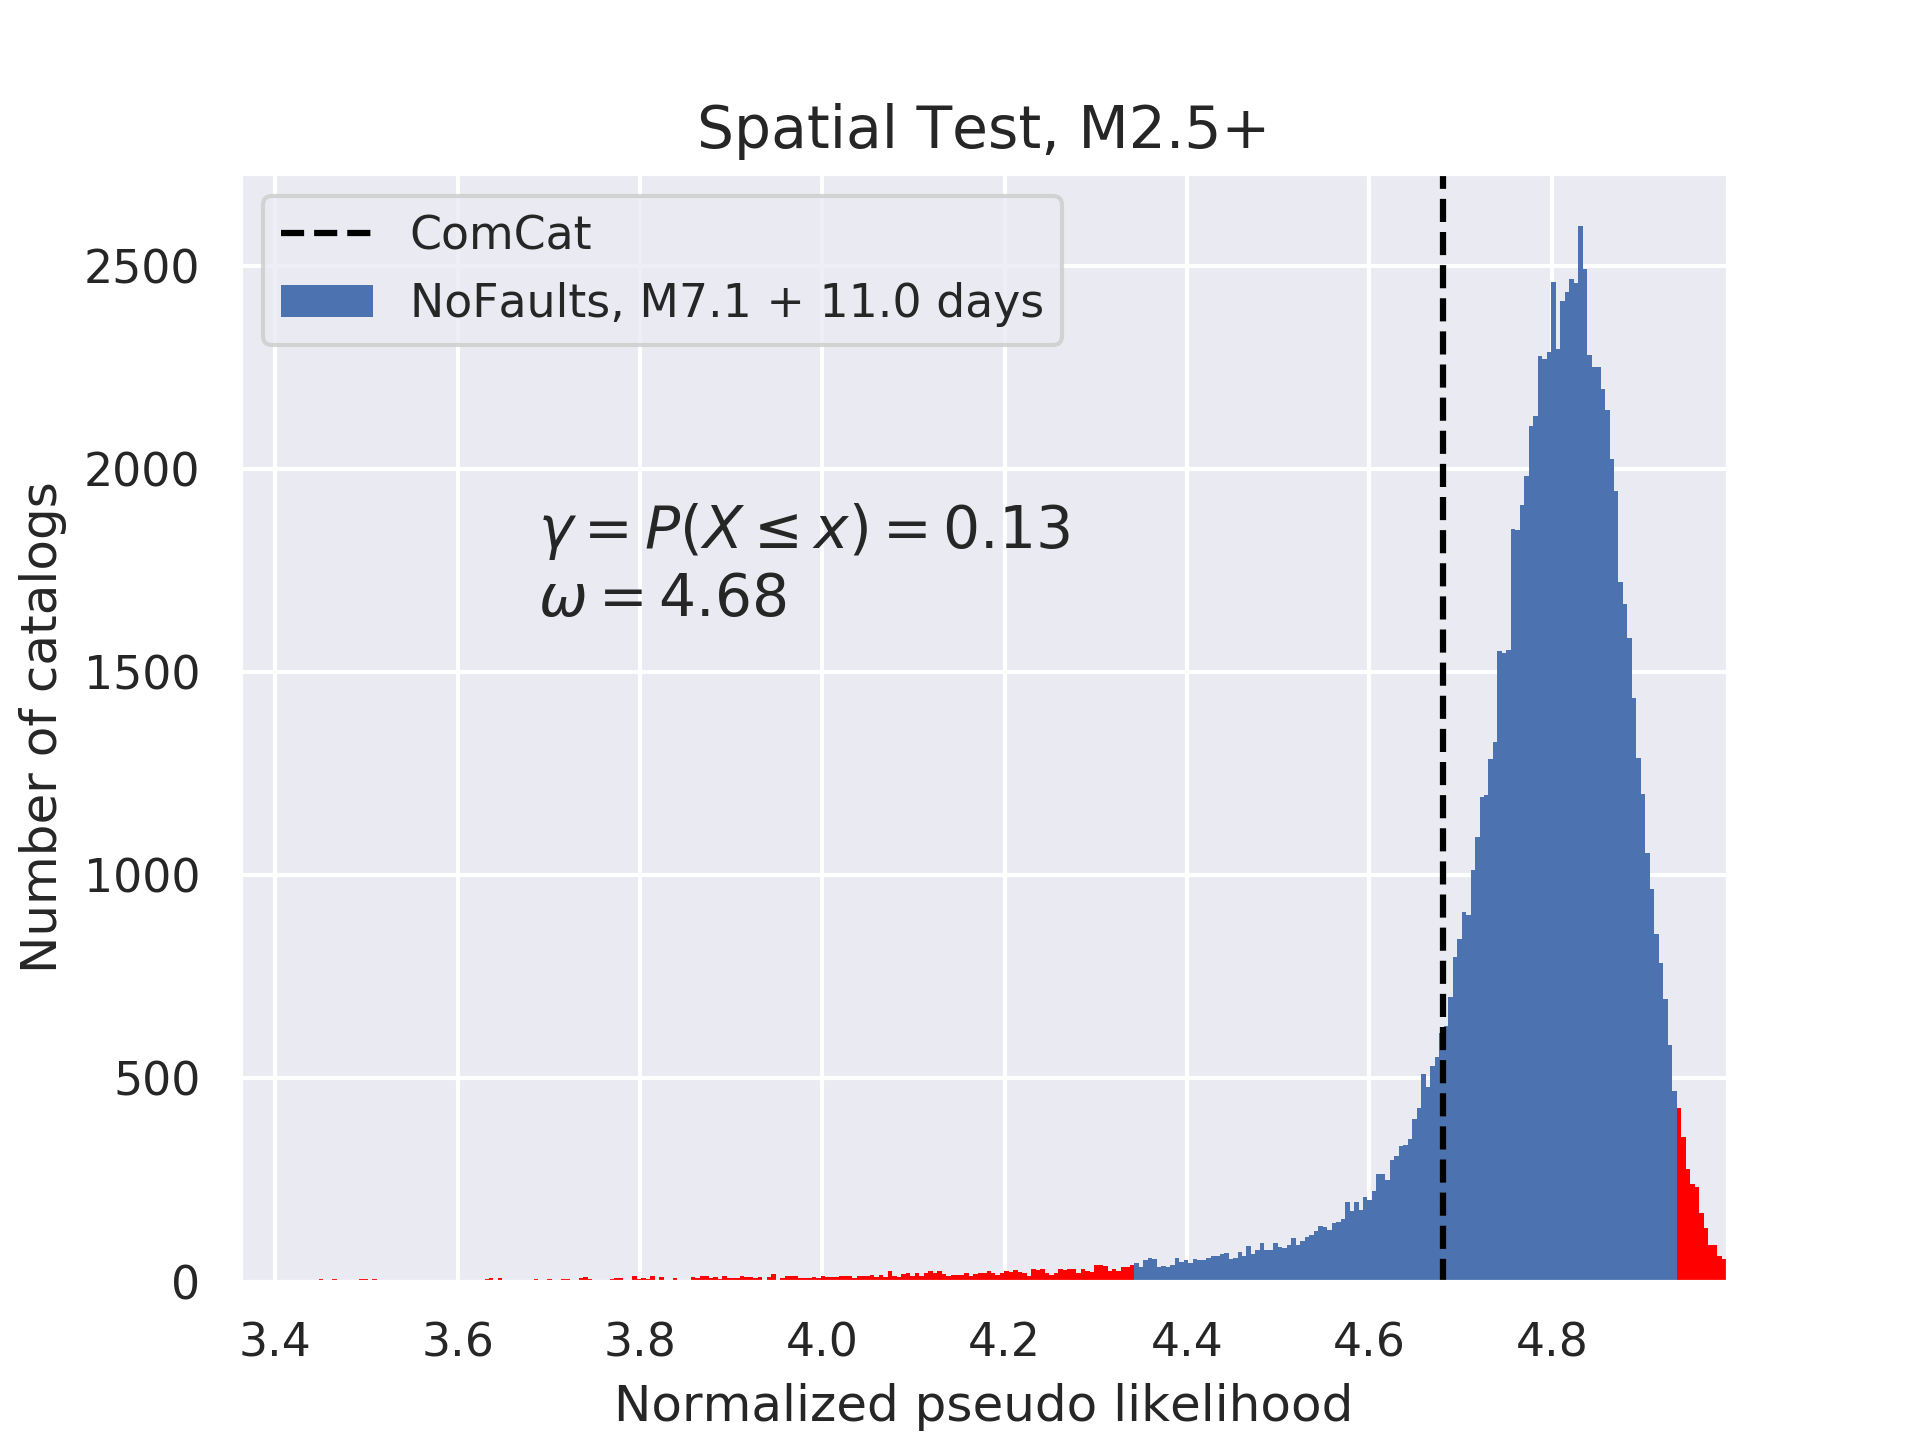 Spatial Test, M2.5+
ComCat
NoFaults, M7.1 + 11.0 days
γ = P(X ≤ x) = 0.13
ω = 4.68
Number of catalogs
2500
2000
1500
1000
500
0
3.4 3.6 3.8 4.0 4.2 4.4 4.6 4.8
Normalized pseudo likelihood